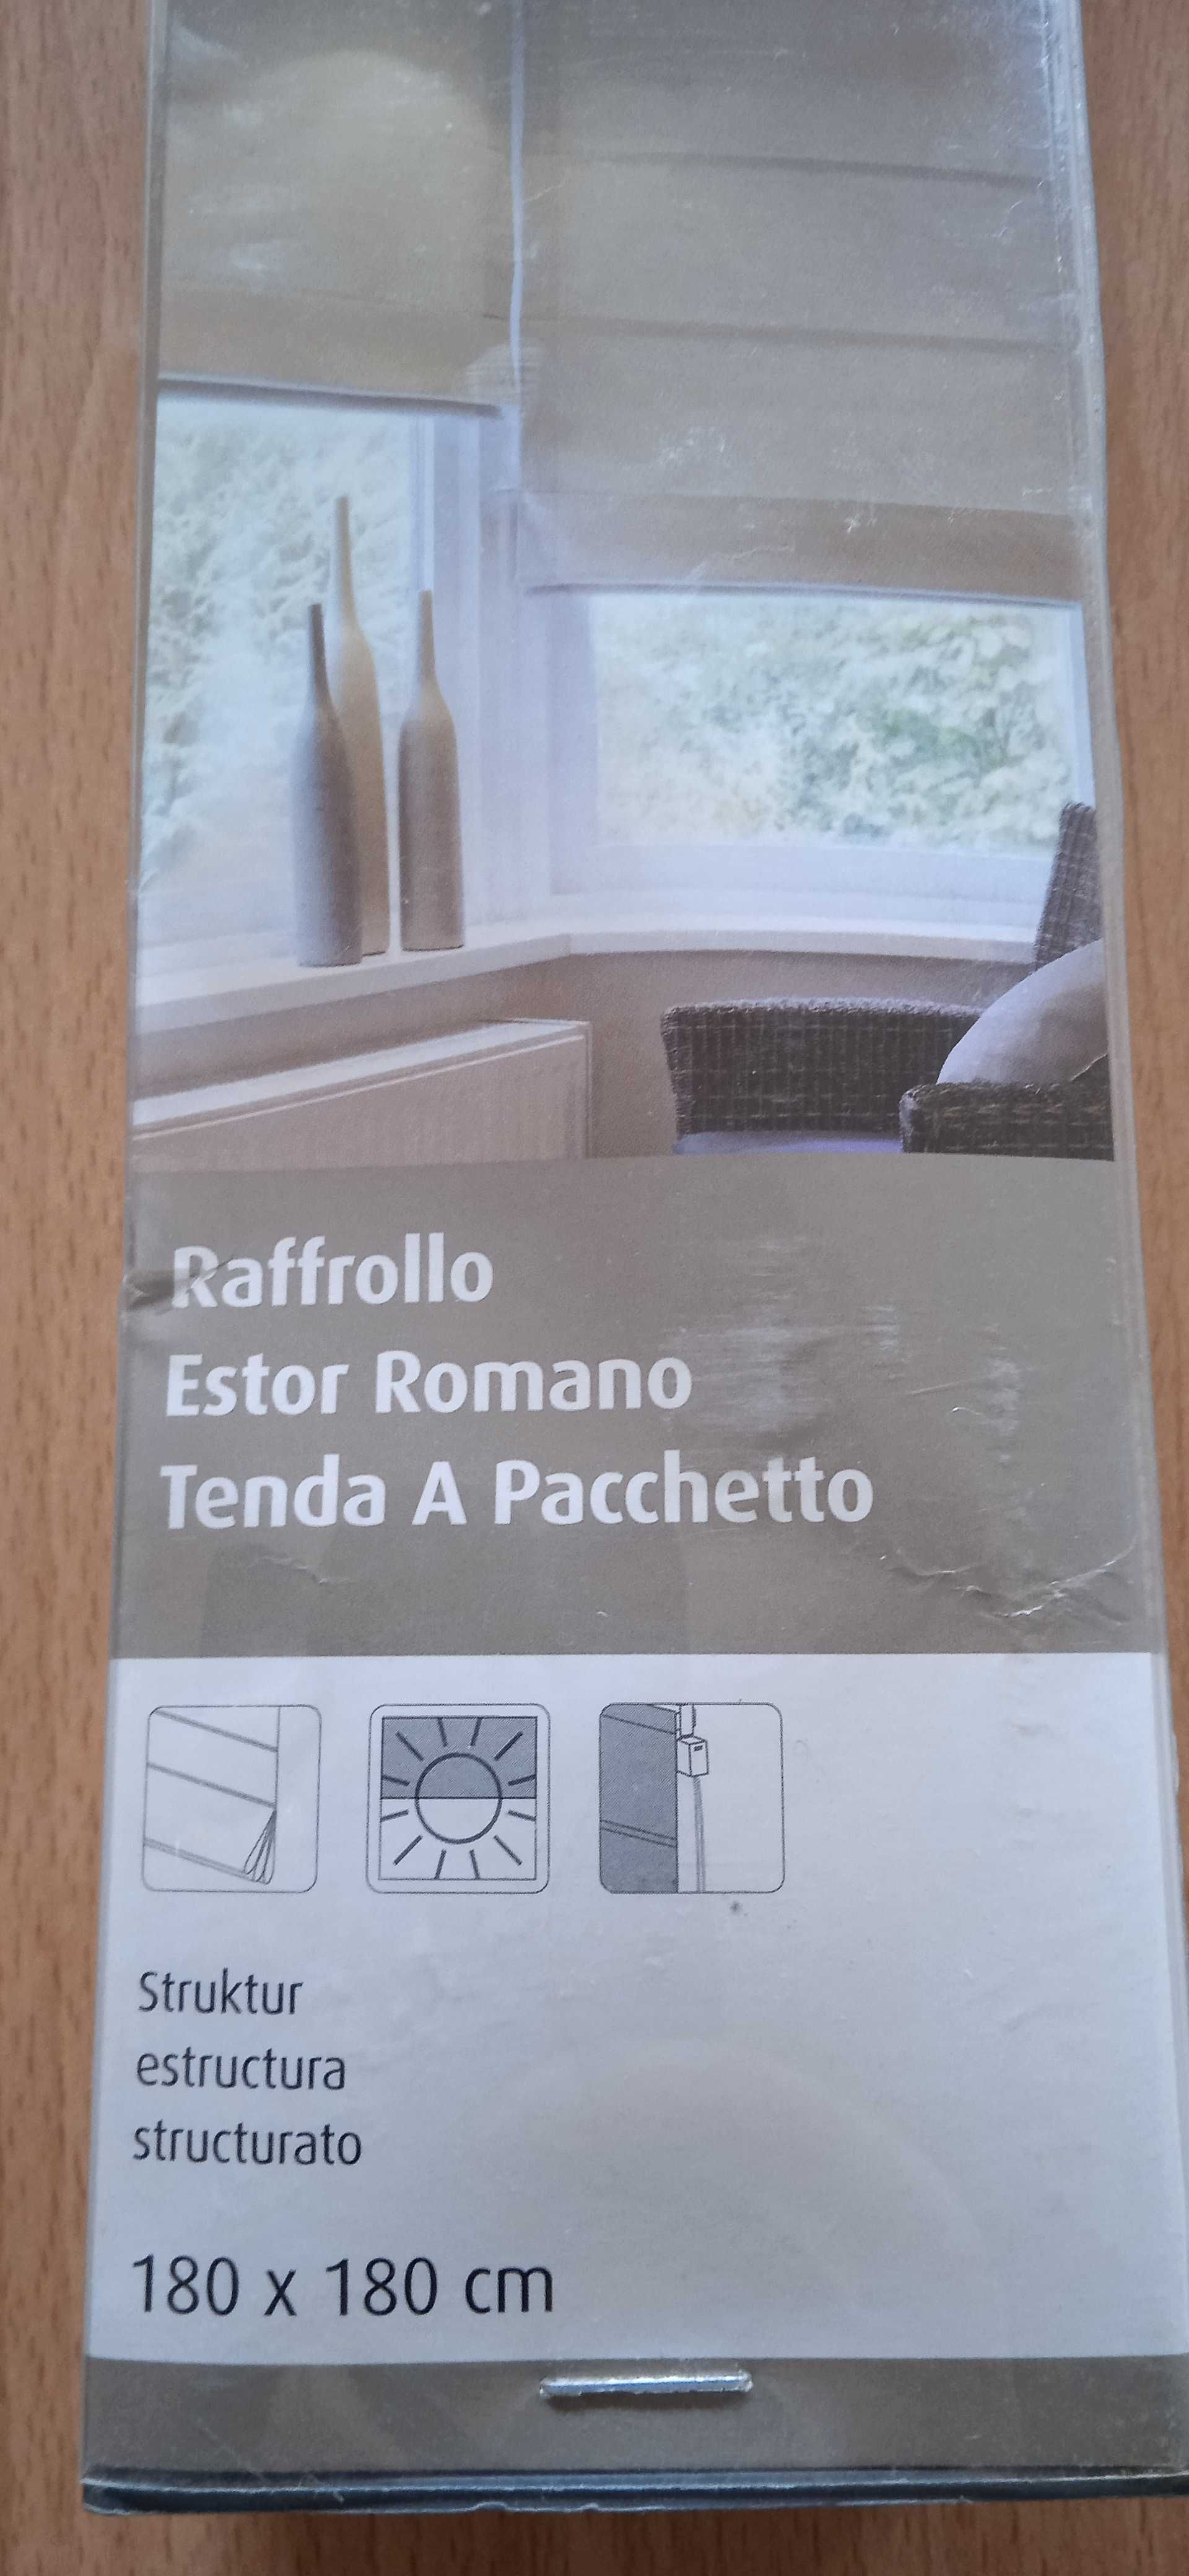 Raffrollo
Estor Romano
Tenda A Pacchetto
Struktur
estructura
structurato
180 x 180 cm